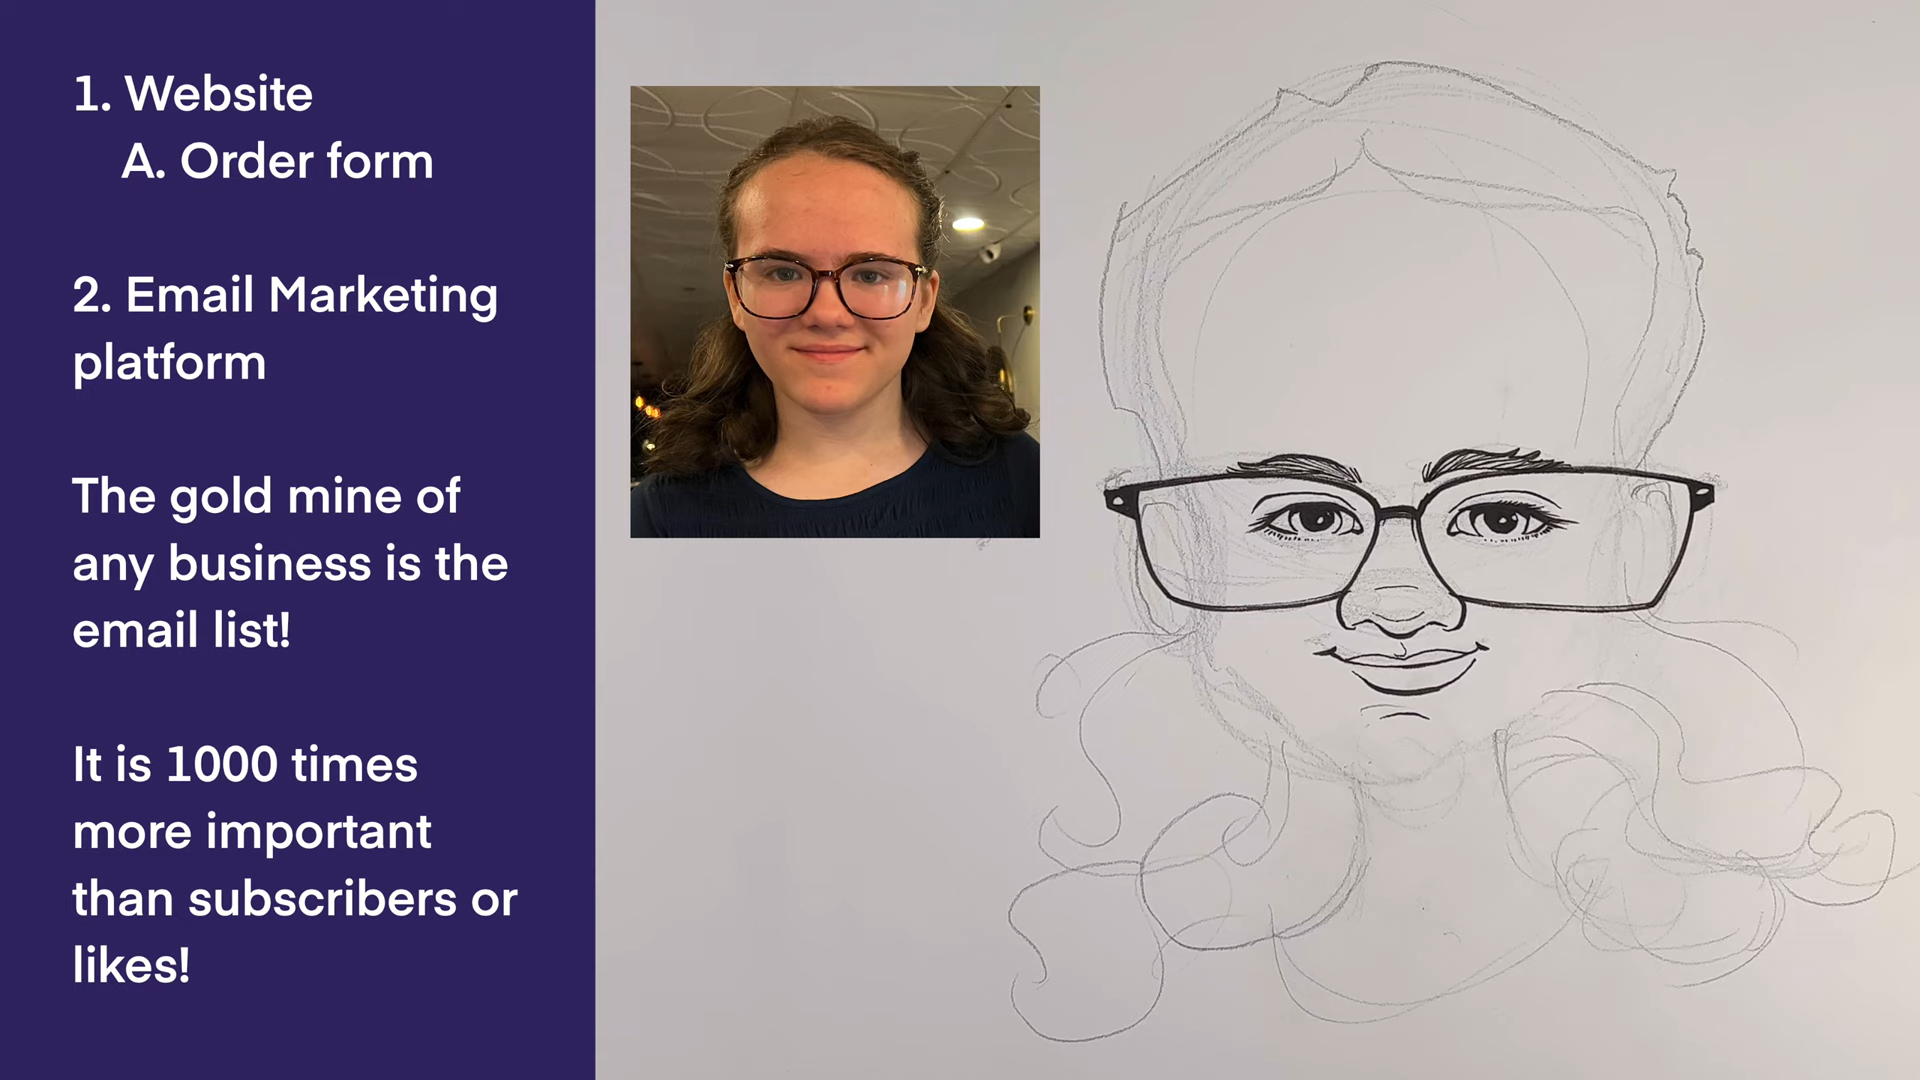 1. Website
A. Order form
2. Email Marketing
platform
The gold mine of
any business is the
email list!
It is 1000 times
more important
than subscribers or
likes!